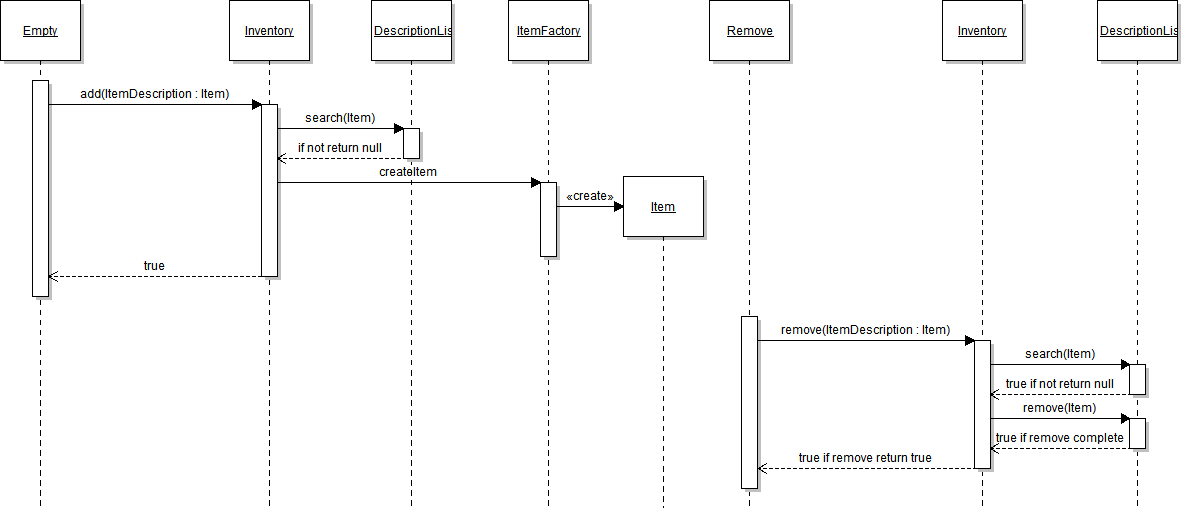 Empty
Inventory
DescriptionLis
ItemFactory
Remove
Inventory
DescriptionLis
add(ItemDescription : Item)
search(Item)
if not return null
createItem
«create»
Item
true
remove(ItemDescription : Item)
search(Item)
true if not return null
remove(Item)
true if remove complete
true if remove return true